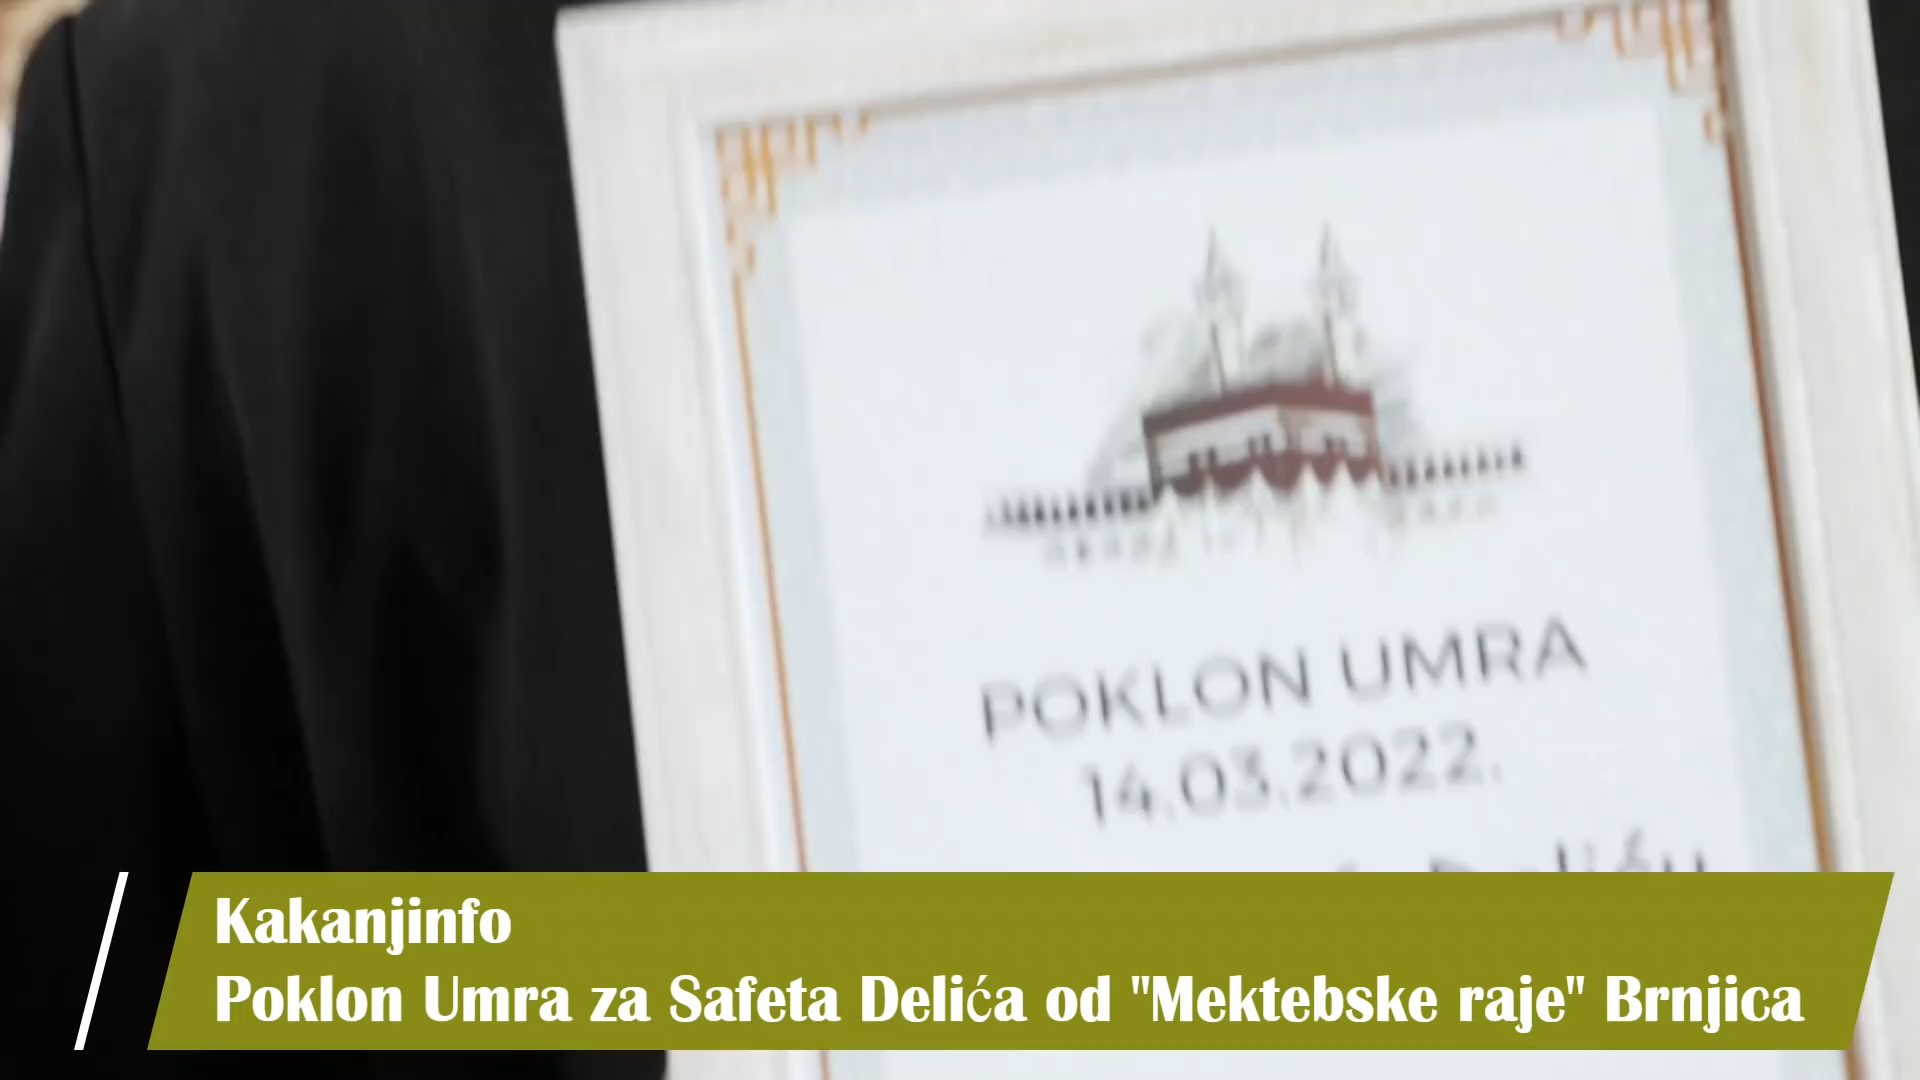 POKLON UMRA
14.03.2022.
Kakanjinfo
Poklon Umra za Safeta Delića od "Mektebske raje" Brnjica